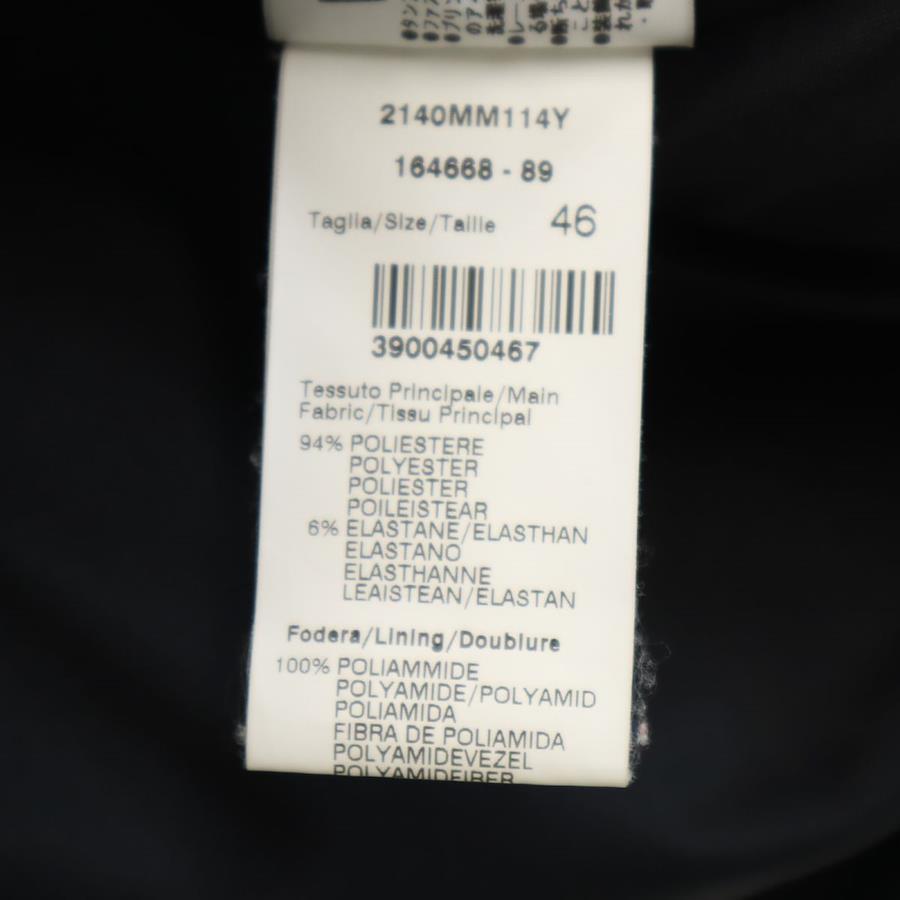 2140MM114Y
164668 - 89
Taglia/Size/Taille 46
3900450467
Tessuto Principale/Main
Fabric/Tissu Principal
94% POLIESTERE
POLYESTER
POLIESTER
POILEISTEAR
6% ELASTANE/ELASTHAN
ELASTANO
ELASTHANNE
LEAISTEAN/ELASTAN
Fodera/Lining/Doublure
100% POLIAMMIDE
POLYAMIDE/POLYAMID
POLIAMIDA
FIBRA DE POLIAMIDA
POLYAMIDEVEZEL
POLYAMIDEIBER